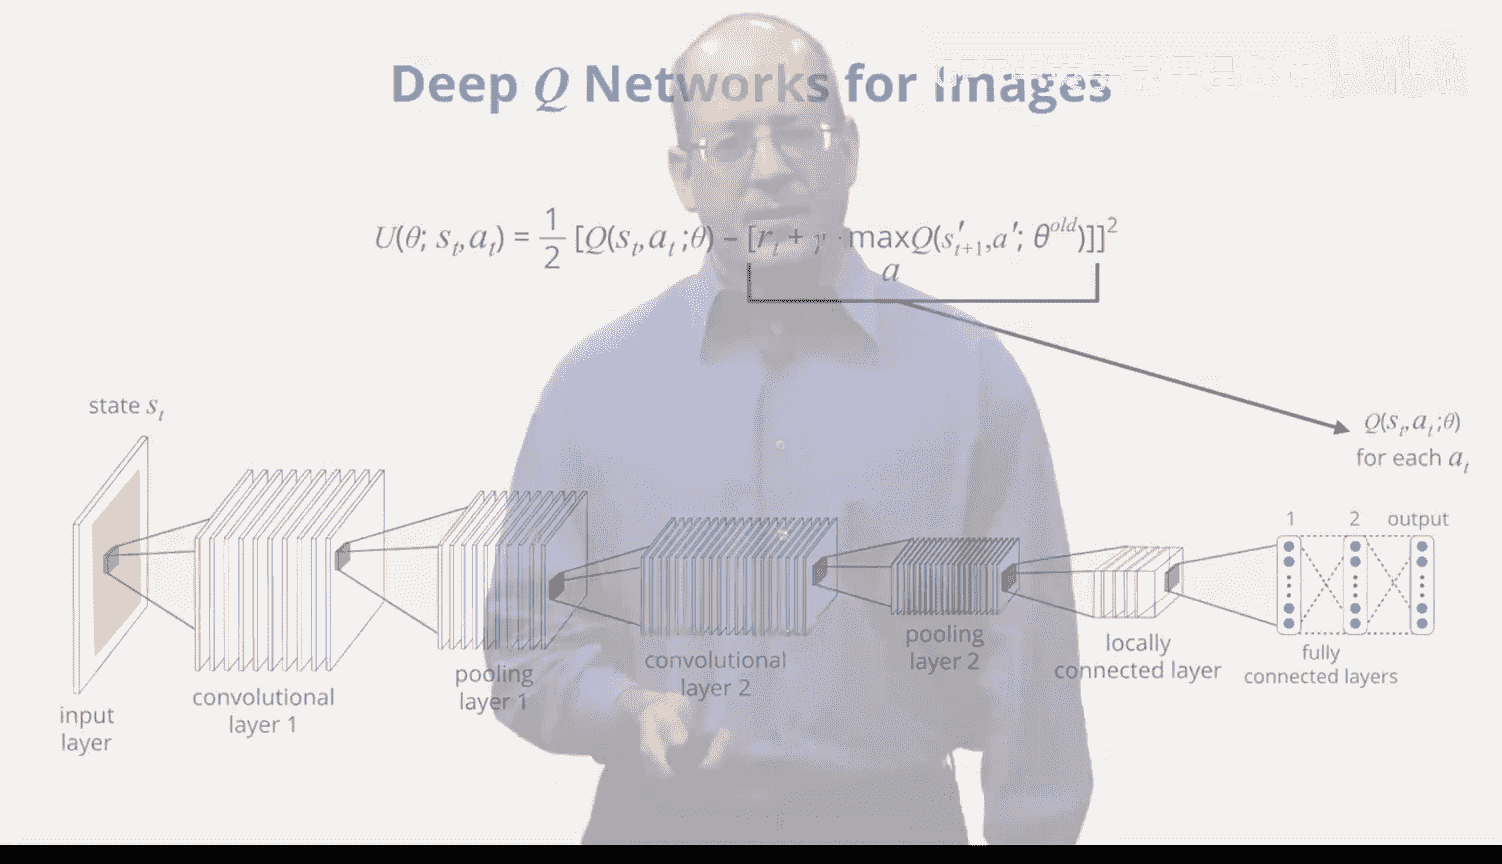 Deep Q Networks for Images
U(θ; s_t, a_t) = 1/2 [Q(s_t, a_t; θ) – [r_t + γ · max_a Q(s'_{t+1}, a'; θ^{old})]]^2
state s_t
Q(s_t, a_t; θ)
for each a_t
1 2 output
input
layer
convolutional
layer 1
pooling
layer 1
convolutional
layer 2
pooling
layer 2
locally
connected layer
fully
connected layers